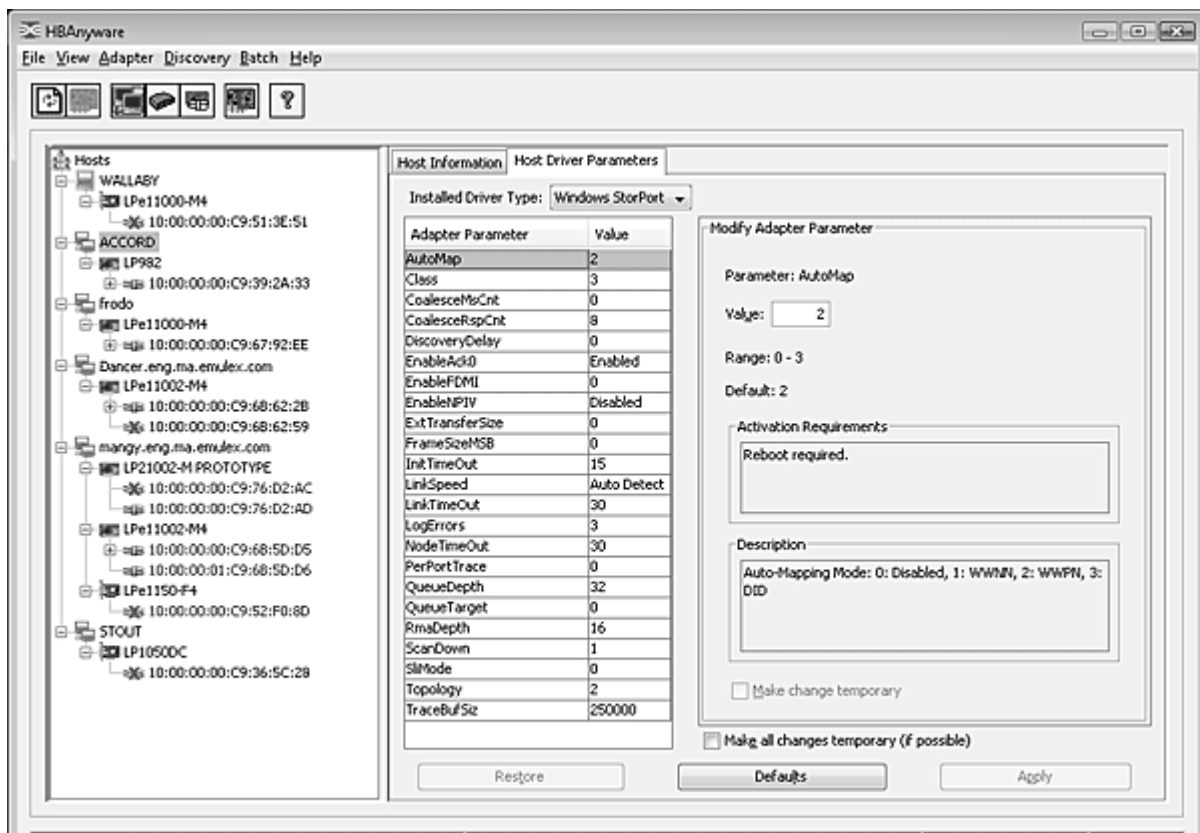 HBAnyware
File View Adapter Discovery Batch Help
Hosts
WALLABY
LPe11000-M4
10:00:00:00:C9:51:3E:51
ACCORD
LP982
10:00:00:00:C9:39:2A:33
frodo
LPe11000-M4
10:00:00:00:C9:67:92:EE
Dancer.eng.ma.emulex.com
LPe11002-M4
10:00:00:00:C9:6B:62:2B
10:00:00:00:C9:6B:62:59
mangy.eng.ma.emulex.com
LP21002-M PROTOTYPE
10:00:00:00:C9:76:D2:AC
10:00:00:00:C9:76:D2:AD
LPe11002-M4
10:00:00:00:C9:6B:5D:D5
10:00:00:01:C9:6B:5D:D6
LPe1150-F4
10:00:00:00:C9:52:F0:8D
STOUT
LP1050DC
10:00:00:00:C9:36:5C:28
Host Information Host Driver Parameters
Installed Driver Type: Windows StorPort
Adapter Parameter Value
AutoMap 2
Class 3
CoalesceMsCnt 0
CoalesceRspCnt 8
DiscoveryDelay 0
EnableAck0 Enabled
EnableFDMI 0
EnableNPIV Disabled
ExtTransferSize 0
FrameSizeMSB 0
InitTimeOut 15
LinkSpeed Auto Detect
LinkTimeOut 30
LogErrors 3
NodeTimeOut 30
PerPortTrace 0
QueueDepth 32
QueueTarget 0
RmaDepth 16
ScanDown 1
SliMode 0
Topology 2
TraceBufSiz 250000
Modify Adapter Parameter
Parameter: AutoMap
Value: 2
Range: 0 - 3
Default: 2
Activation Requirements
Reboot required.
Description
Auto-Mapping Mode: 0: Disabled, 1: WWNN, 2: WWPN, 3:
DID
Make change temporary
Make all changes temporary (if possible)
Restore Defaults Apply